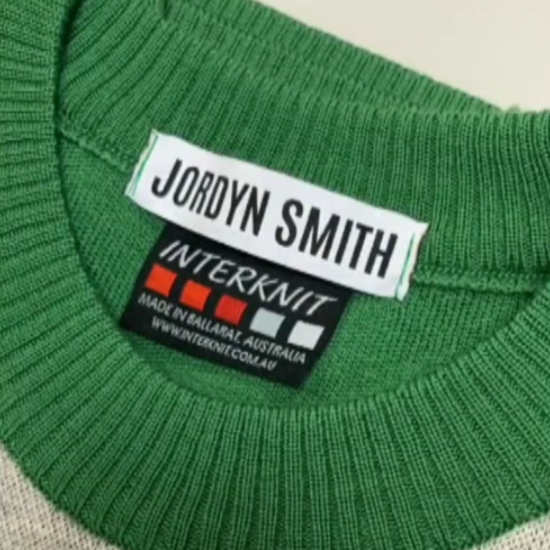 JORDYN SMITH
INTERKNIT
MADE IN BALLARAT, AUSTRALIA
WWW.INTERKNIT.COM.AU